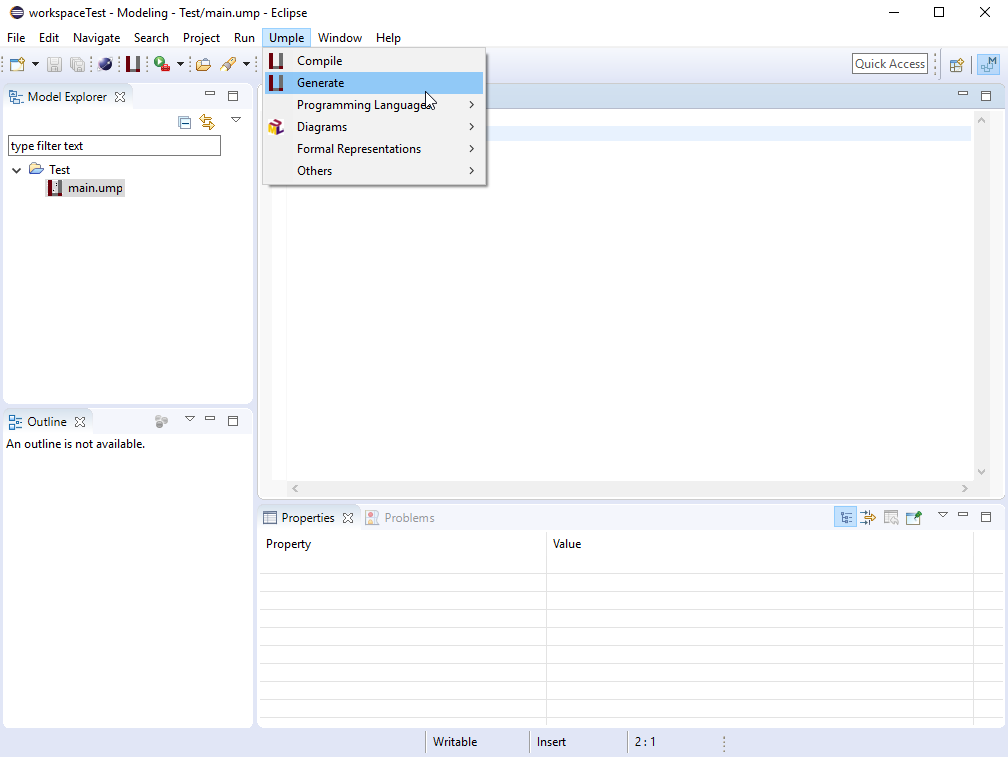 workspaceTest - Modeling - Test/main.ump - Eclipse
File Edit Navigate Search Project Run Umple Window Help
Compile
Generate
Programming Languages
Diagrams
Formal Representations
Others
Quick Access
Model Explorer
type filter text
Test
main.ump
Outline
An outline is not available.
Properties Problems
Property Value
Writable Insert 2 : 1